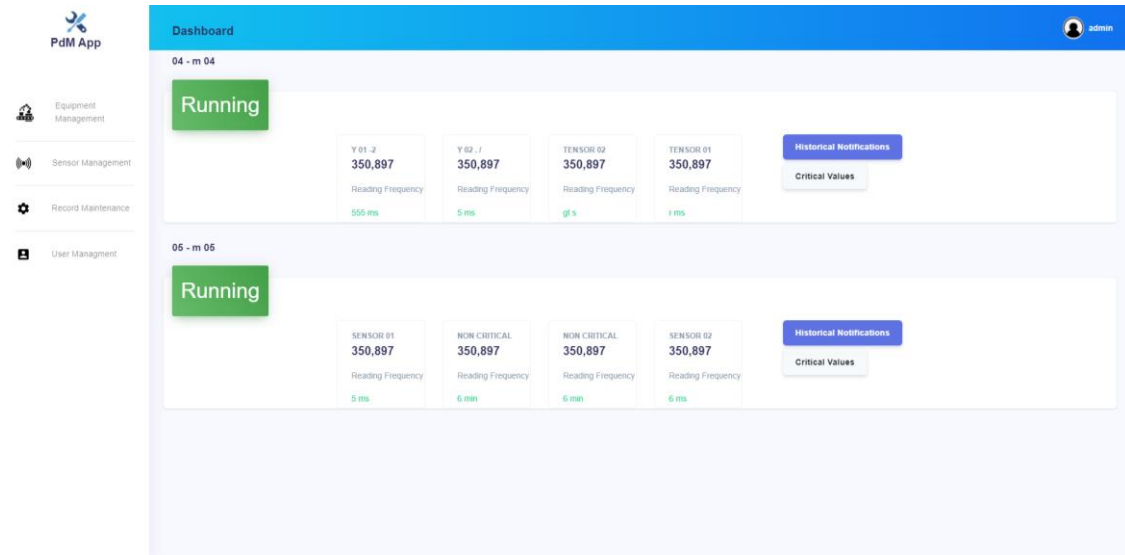 PdM App
Dashboard
admin
Equipment
Management
Sensor Management
Record Maintenance
User Managment
04 - m 04
Running
Y 01 -2
350,897
Reading Frequency
555 ms
Y 02 ./
350,897
Reading Frequency
5 ms
TENSOR 02
350,897
Reading Frequency
gt s
TENSOR 01
350,897
Reading Frequency
r ms
Historical Notifications
Critical Values
05 - m 05
Running
SENSOR 01
350,897
Reading Frequency
5 ms
NON CRITICAL
350,897
Reading Frequency
6 min
NON CRITICAL
350,897
Reading Frequency
6 min
SENSOR 02
350,897
Reading Frequency
6 ms
Historical Notifications
Critical Values